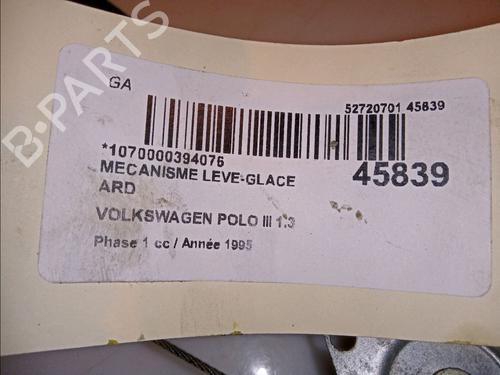 B-PARTS
GA
52720701 45839
*1070000394076
MECANISME LEVE-GLACE
ARD
45839
VOLKSWAGEN POLO III 1.3
Phase 1 cc / Année 1995